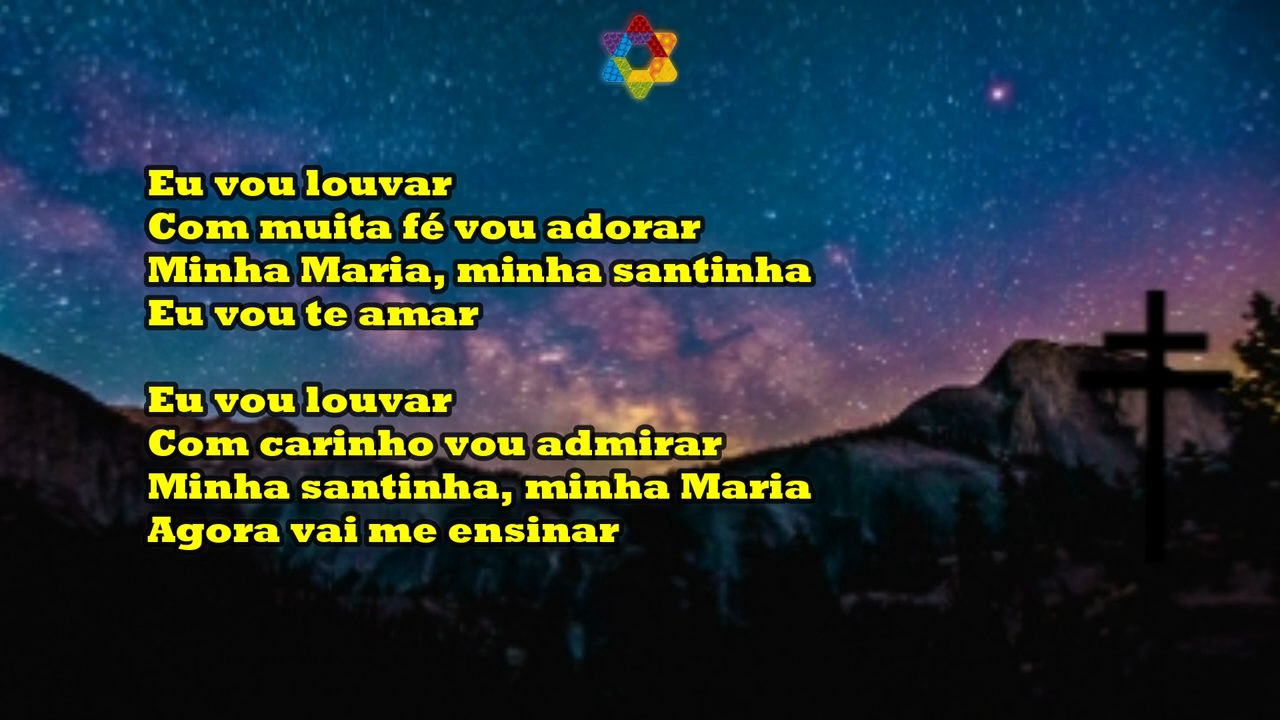 Eu vou louvar
Com muita fé vou adorar
Minha Maria, minha santinha
Eu vou te amar
Eu vou louvar
Com carinho vou admirar
Minha santinha, minha Maria
Agora vai me ensinar